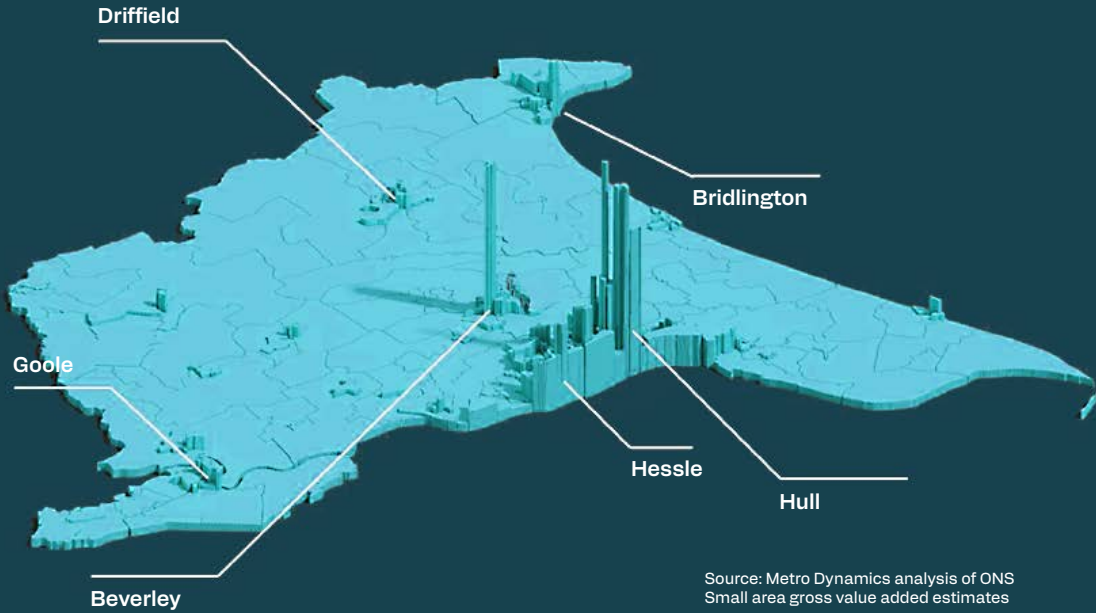 Driffield
Bridlington
Goole
Hessle
Hull
Beverley
Source: Metro Dynamics analysis of ONS
Small area gross value added estimates